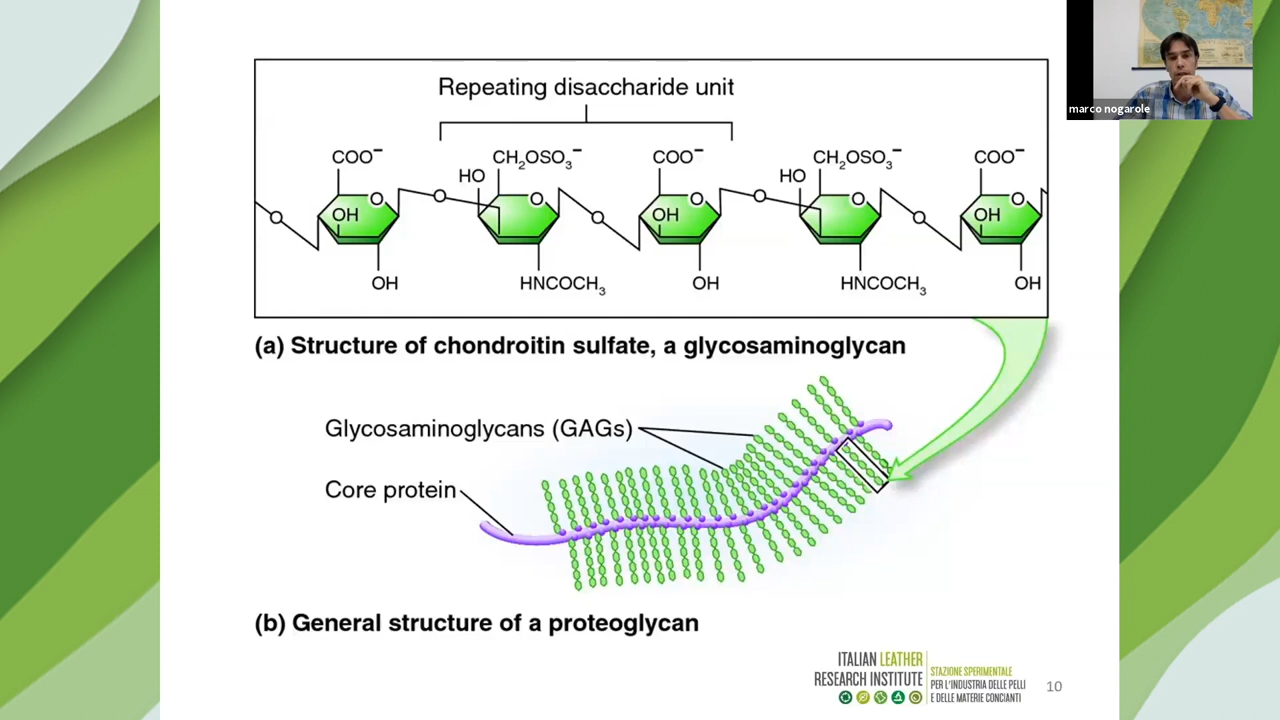 marco nogarole
Repeating disaccharide unit
COO⁻ CH₂OSO₃⁻ COO⁻ CH₂OSO₃⁻ COO⁻
HO HO
O O O O O O O
O OH O OH O OH
OH HNCOCH₃ OH HNCOCH₃ OH
(a) Structure of chondroitin sulfate, a glycosaminoglycan
Glycosaminoglycans (GAGs)
Core protein
(b) General structure of a proteoglycan
ITALIAN LEATHER
RESEARCH INSTITUTE
STAZIONE SPERIMENTALE
PER L'INDUSTRIA DELLE PELLI
E DELLE MATERIE CONCIANTI
10